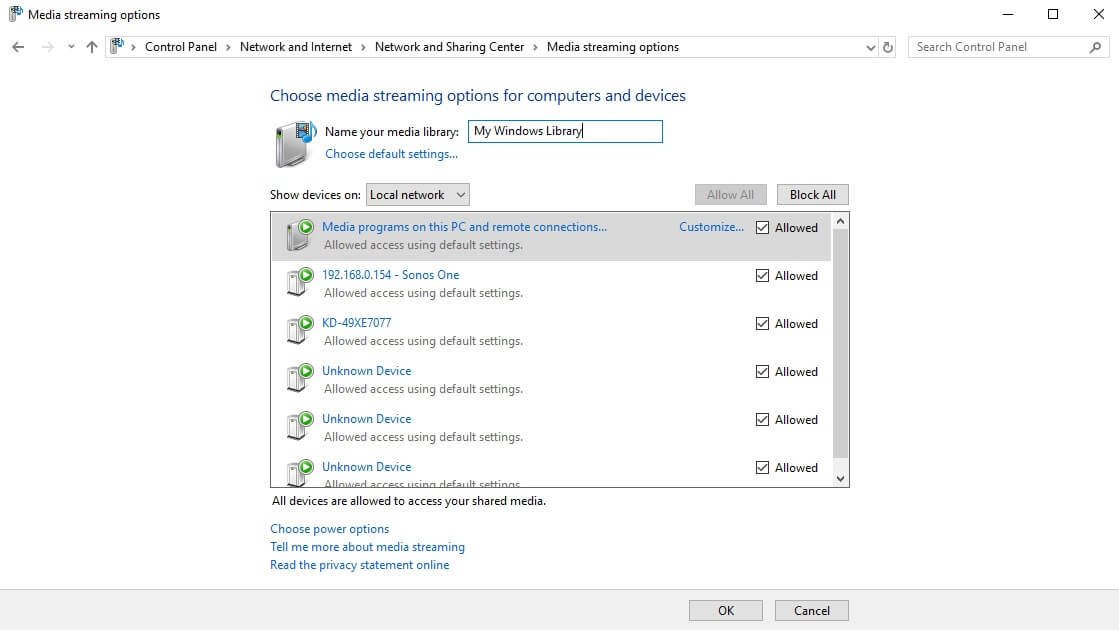 Media streaming options
Control Panel > Network and Internet > Network and Sharing Center > Media streaming options
Search Control Panel
Choose media streaming options for computers and devices
Name your media library: My Windows Library
Choose default settings...
Show devices on: Local network Allow All Block All
Media programs on this PC and remote connections... Customize... Allowed
Allowed access using default settings.
192.168.0.154 - Sonos One Allowed
Allowed access using default settings.
KD-49XE7077 Allowed
Allowed access using default settings.
Unknown Device Allowed
Allowed access using default settings.
Unknown Device Allowed
Allowed access using default settings.
Unknown Device Allowed
Allowed access using default settings.
All devices are allowed to access your shared media.
Choose power options
Tell me more about media streaming
Read the privacy statement online
OK Cancel